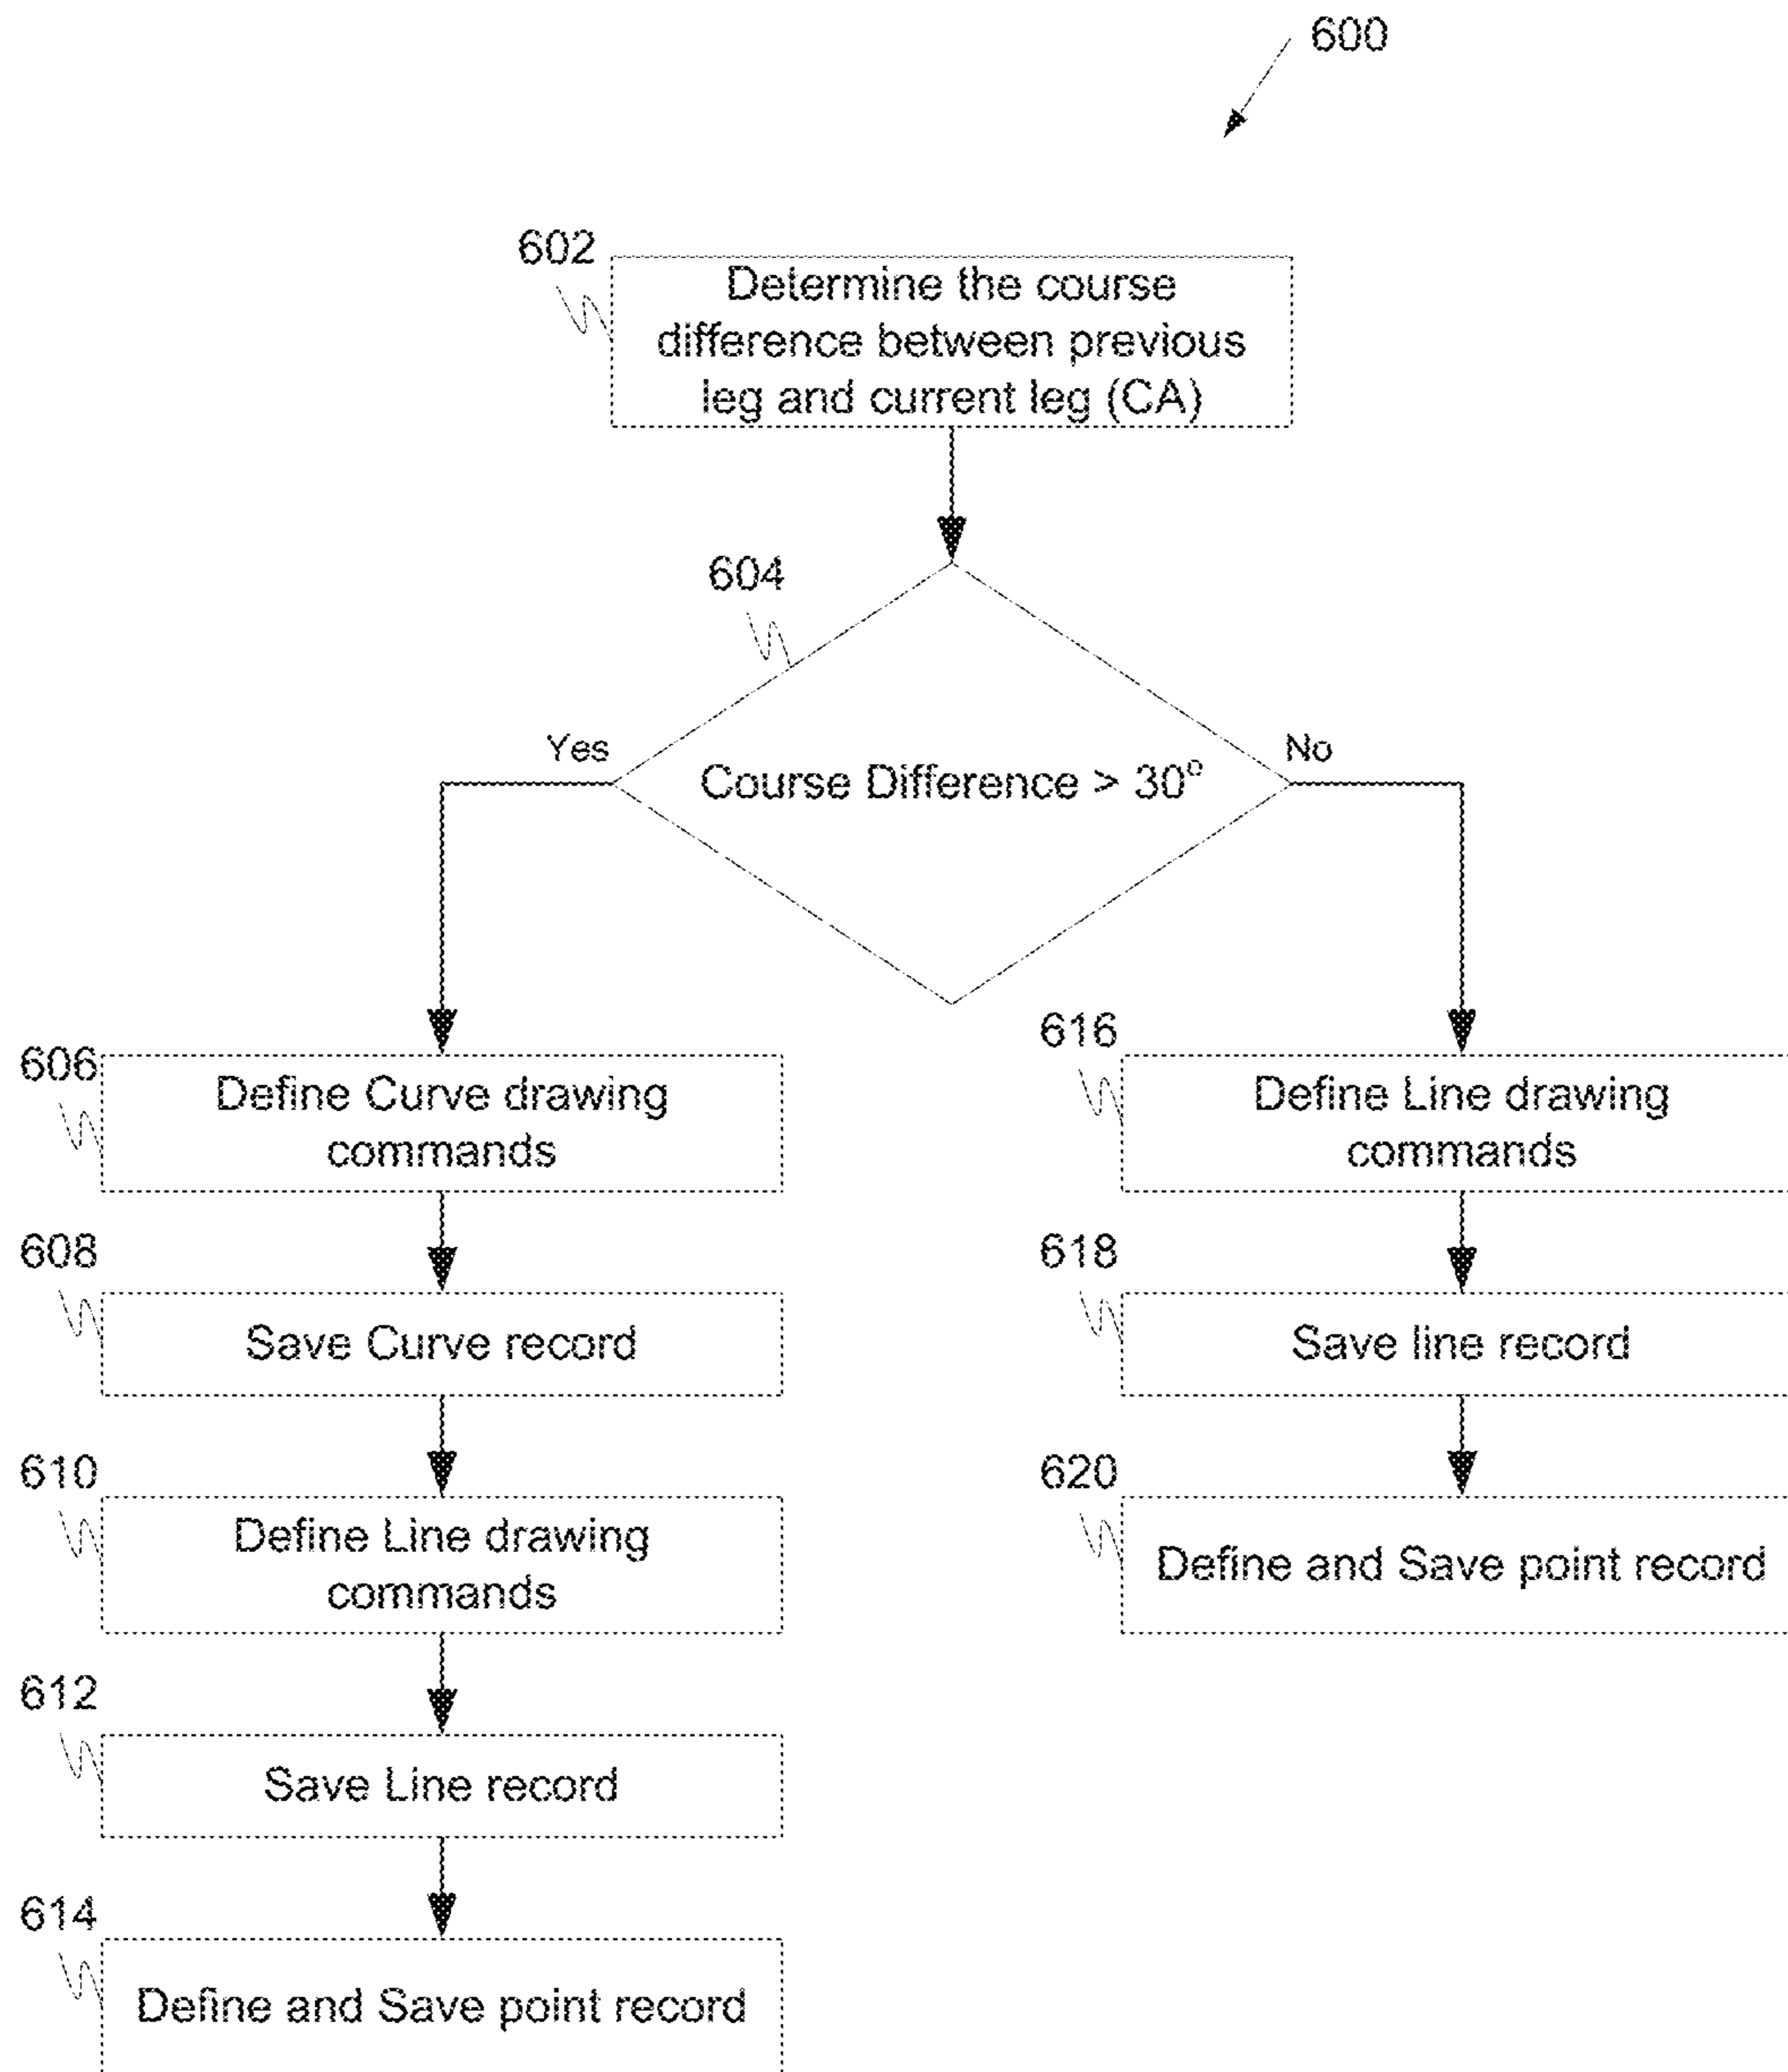 600
602
Determine the course
difference between previous
leg and current leg (CA)
604
Yes
Course Difference > 30°
No
606
Define Curve drawing
commands
616
Define Line drawing
commands
608
Save Curve record
618
Save line record
610
Define Line drawing
commands
620
Define and Save point record
612
Save Line record
614
Define and Save point record